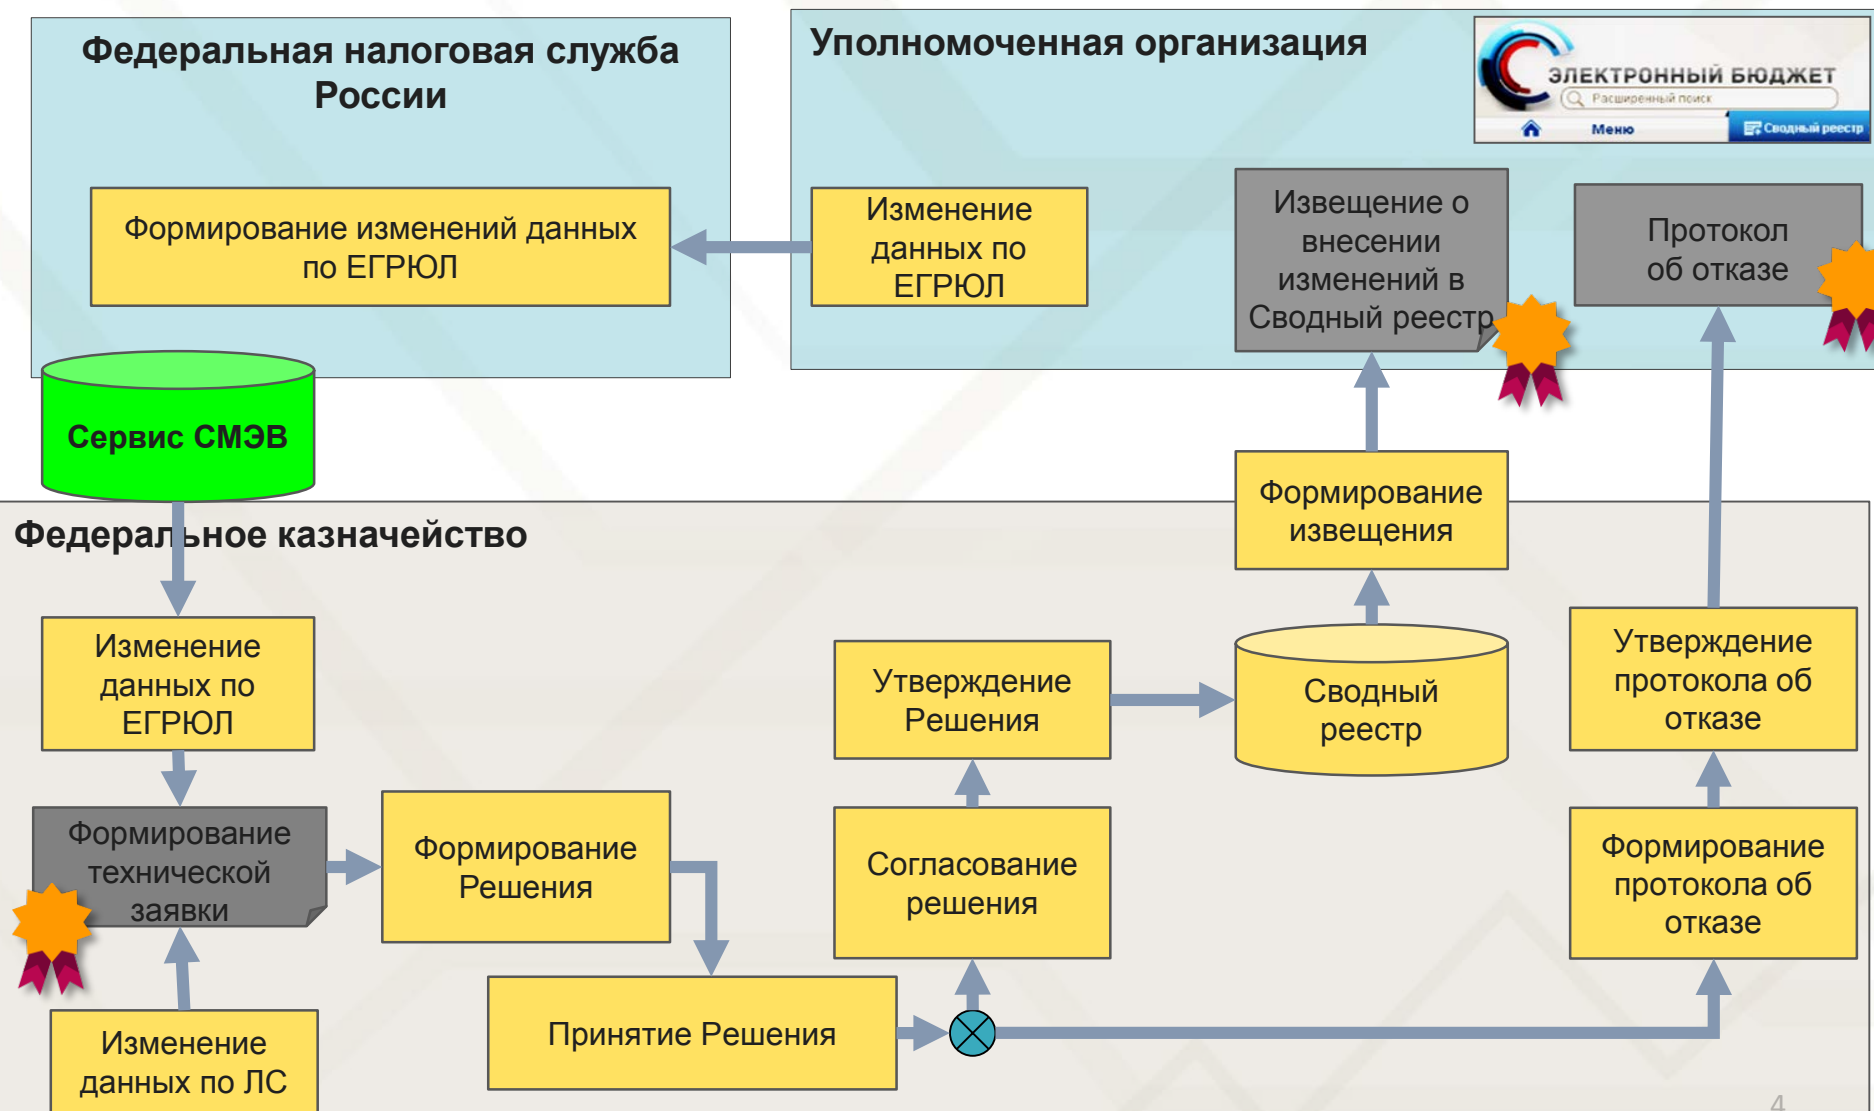 Федеральная налоговая служба
России
Уполномоченная организация
ЭЛЕКТРОННЫЙ БЮДЖЕТ
Расширенный поиск
Меню
Сводный реестр
Формирование изменений данных
по ЕГРЮЛ
Изменение
данных по
ЕГРЮЛ
Извещение о
внесении
изменений в
Сводный реестр
Протокол
об отказе
Сервис СМЭВ
Федеральное казначейство
Формирование
извещения
Изменение
данных по
ЕГРЮЛ
Утверждение
Решения
Сводный
реестр
Утверждение
протокола об
отказе
Формирование
технической
заявки
Формирование
Решения
Согласование
решения
Формирование
протокола об
отказе
Изменение
данных по ЛС
Принятие Решения
4